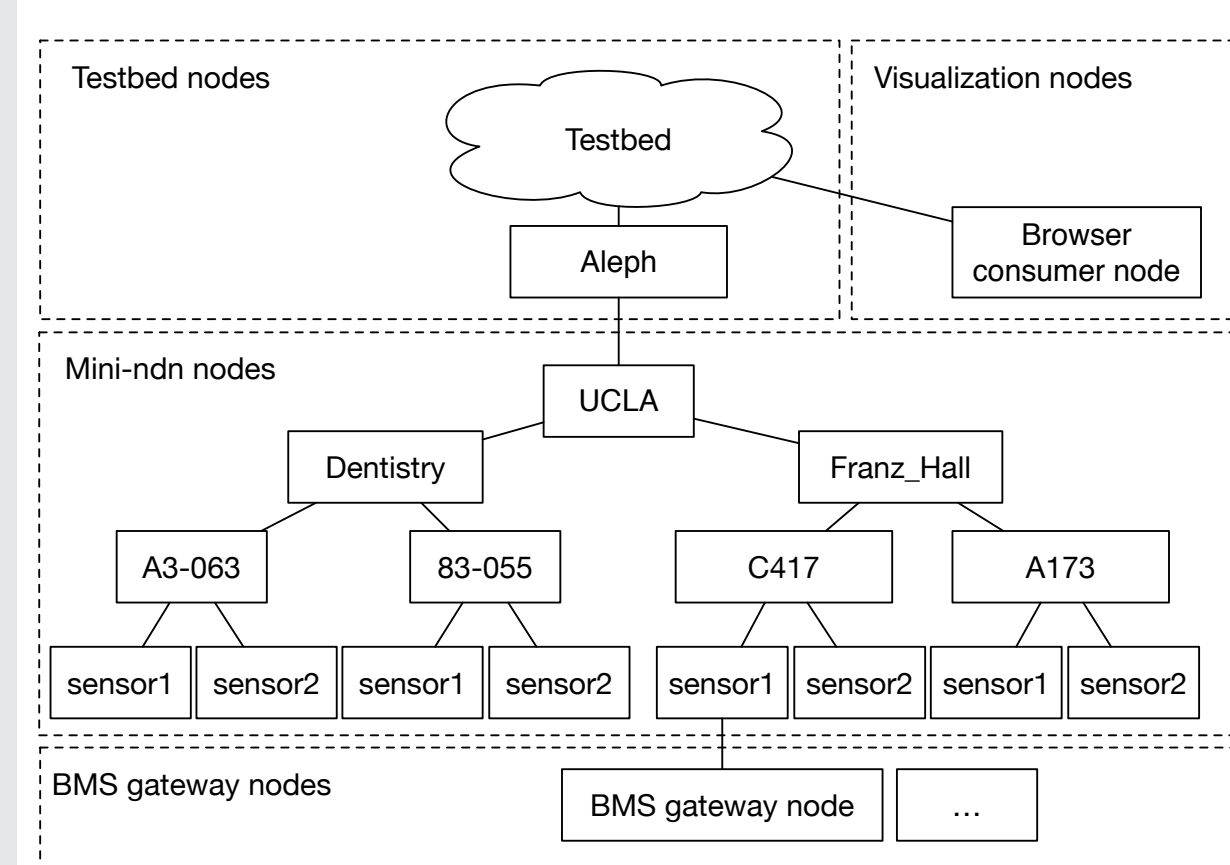 Testbed nodes
Visualization nodes
Testbed
Browser
consumer node
Aleph
Mini-ndn nodes
UCLA
Dentistry
Franz_Hall
A3-063
83-055
C417
A173
sensor1
sensor2
sensor1
sensor2
sensor1
sensor2
sensor1
sensor2
BMS gateway nodes
BMS gateway node
…